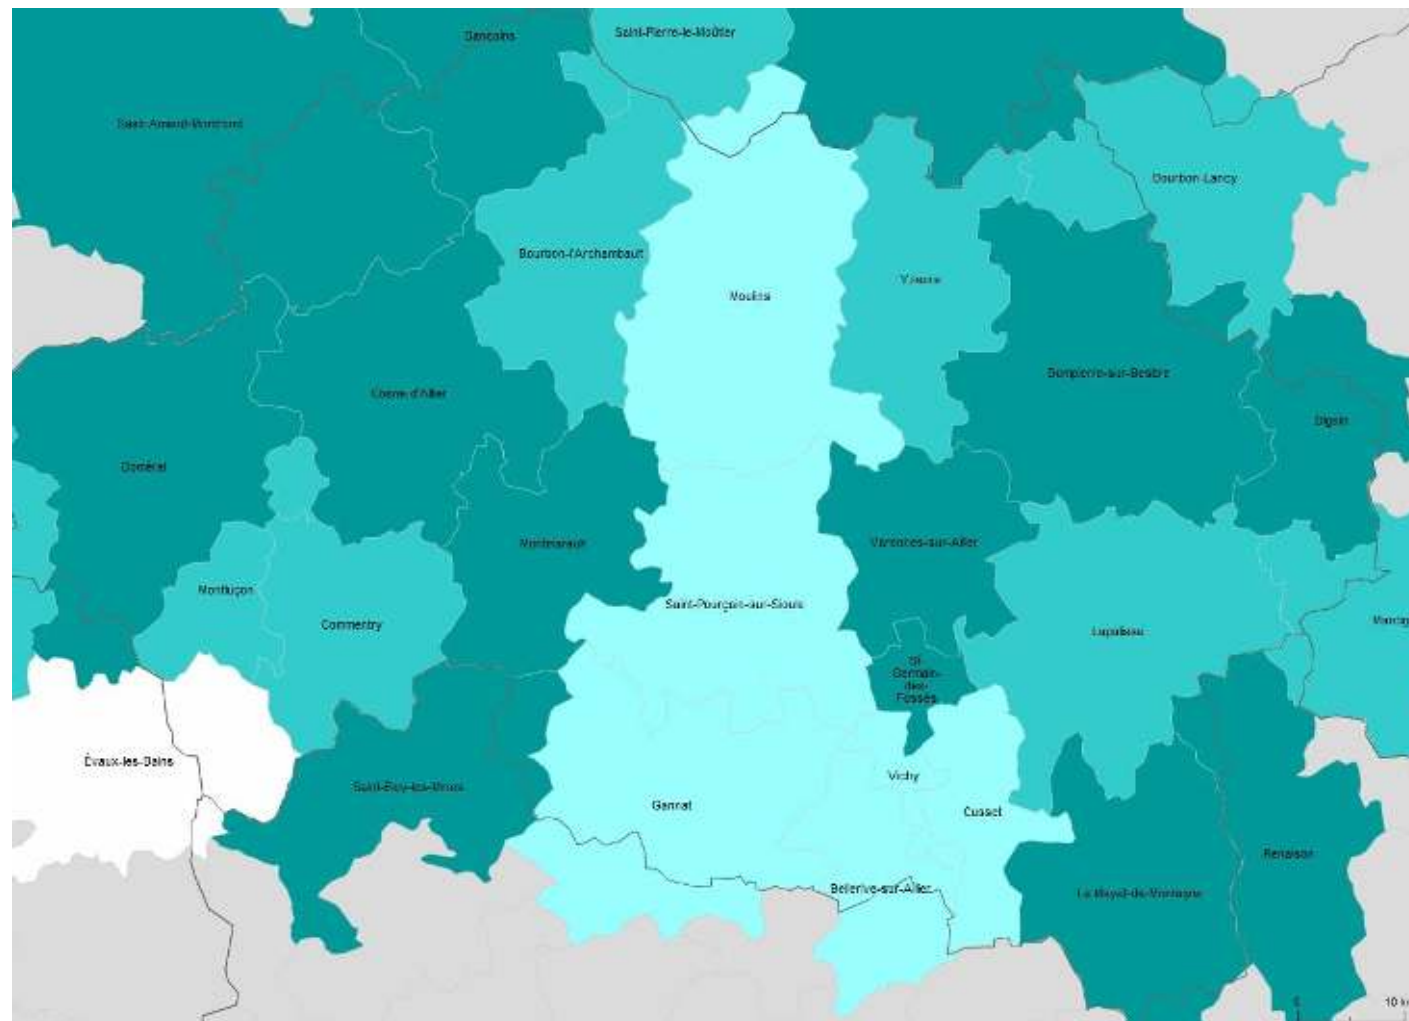 Sancoins
Saint-Pierre-le-Moûtier
Saint-Amand-Montrond
Bourbon-Lancy
Bourbon-l'Archambault
Yzeure
Moulins
Dompierre-sur-Besbre
Cosne-d'Allier
Digoin
Domérat
Montmarault
Varennes-sur-Allier
Montluçon
Saint-Pourçain-sur-Sioule
Commentry
Lapalisse
St
Germain-
des-
Fossés
Évaux-les-Bains
Vichy
Saint-Éloy-les-Mines
Gannat
Cusset
Renaison
Bellerive-sur-Allier
Le Mayet-de-Montagne
10 k